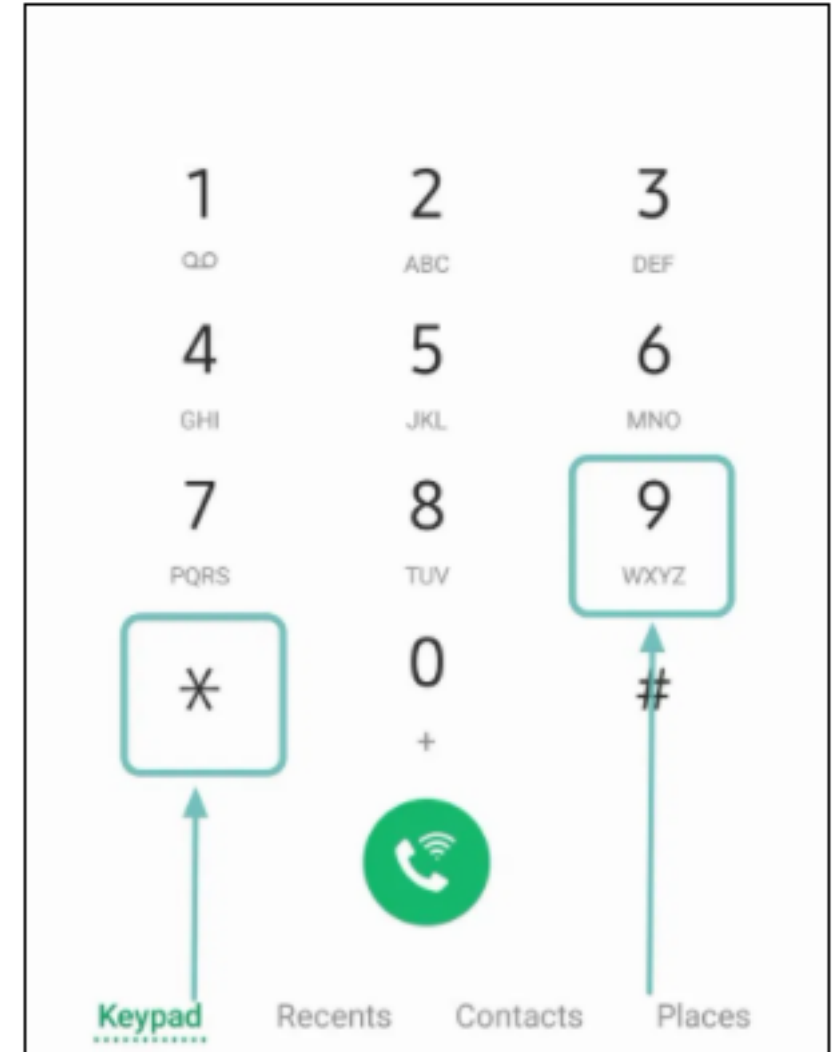 1 2 3
ABC DEF
4 5 6
GHI JKL MNO
7 8 9
PQRS TUV WXYZ
* 0 #
+
Keypad Recents Contacts Places